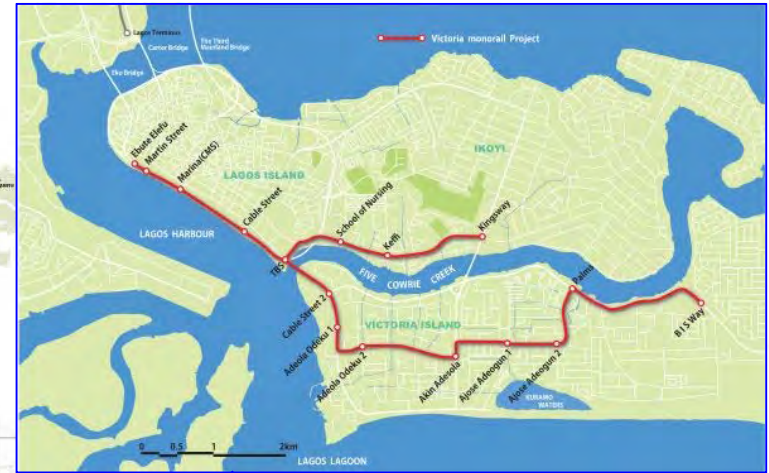 Lagos Terminus
Carter Bridge
The Third
Mainland Bridge
Eko Bridge
Victoria monorail Project
Ebute Elefu
Martin Street
Marina(CMS)
LAGOS ISLAND
IKOYI
Cable Street
School of Nursing
Keffi
Kingsway
LAGOS HARBOUR
TBS
FIVE COWRIE CREEK
Palms
Cable Street 2
VICTORIA ISLAND
B I S Way
Adeola Odeku 1
Adeola Odeku 2
Akin Adesola
Ajose Adeogun 1
Ajose Adeogun 2
KURAMO
WATERS
0 0.5 1 2km
LAGOS LAGOON